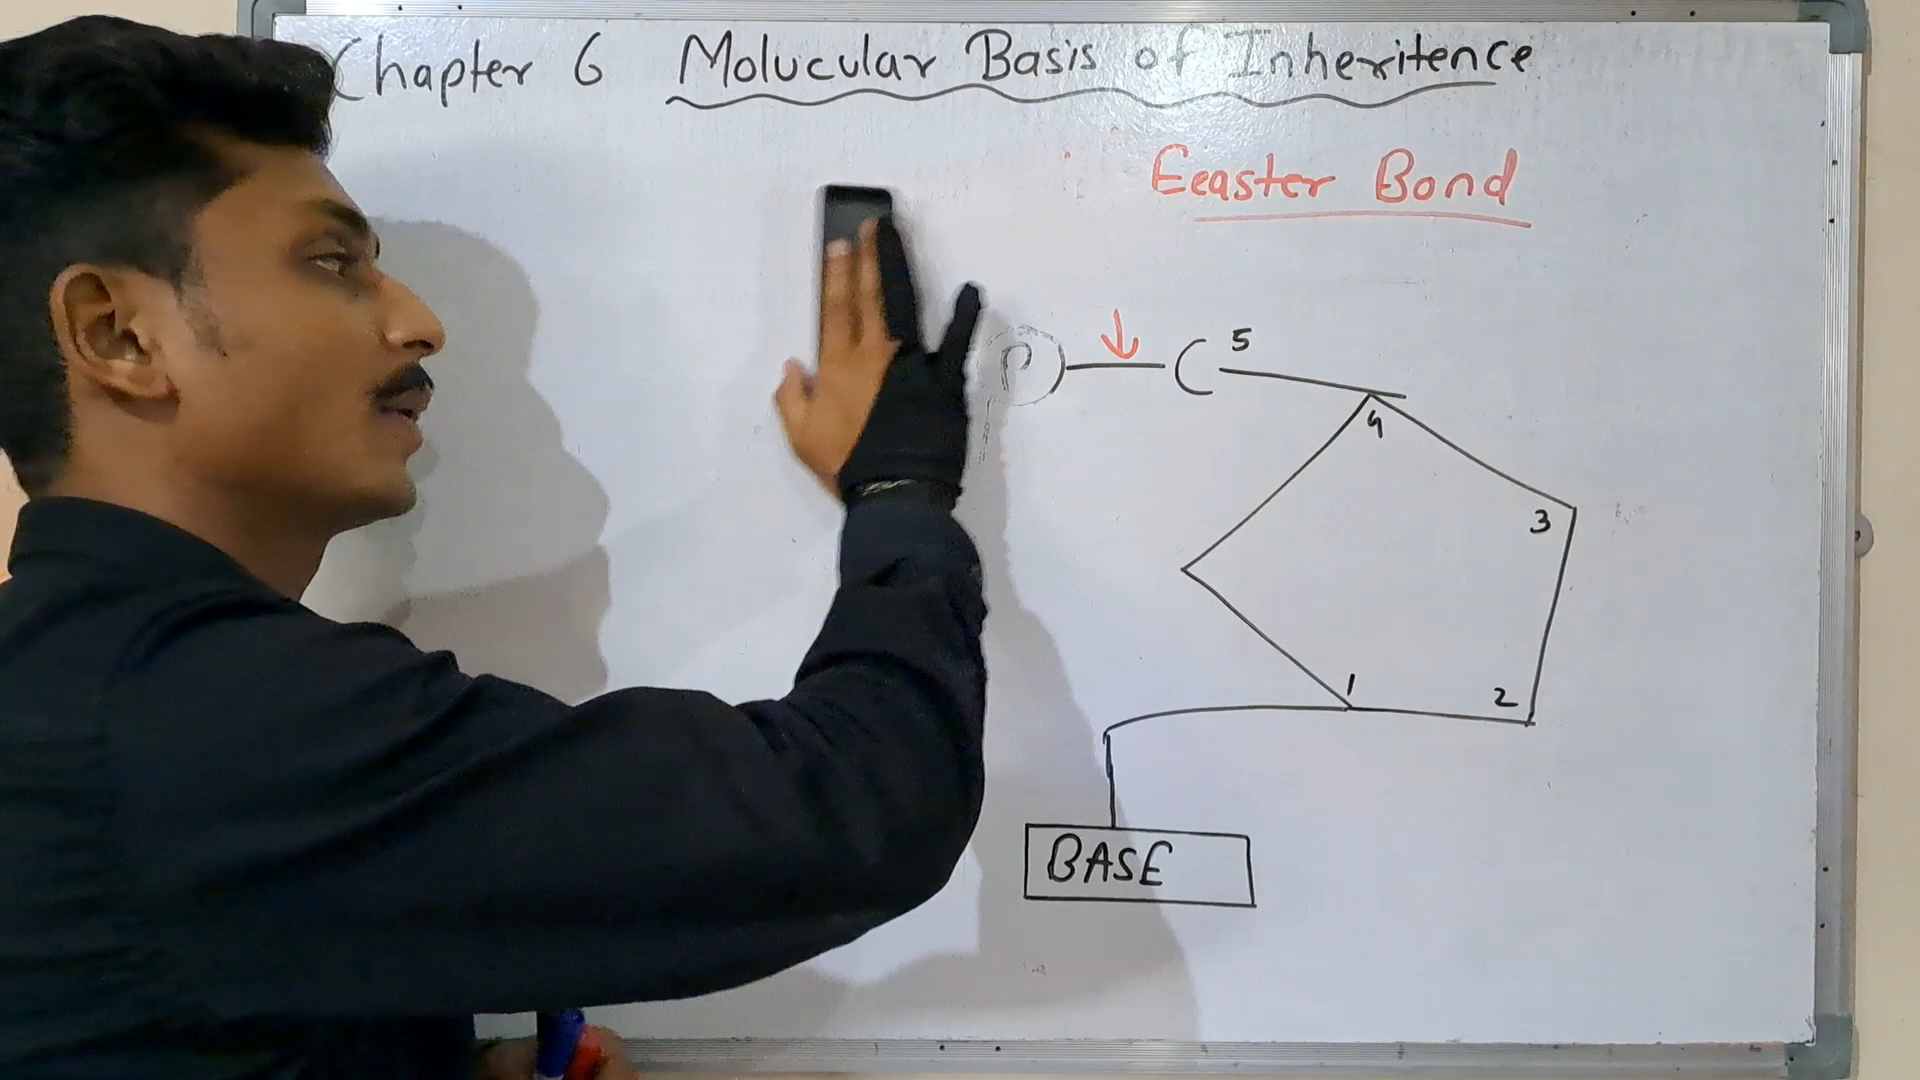 Chapter 6 Molucular Basis of Inheritence
Eeaster Bond
P C 5
4
3
1 2
BASE